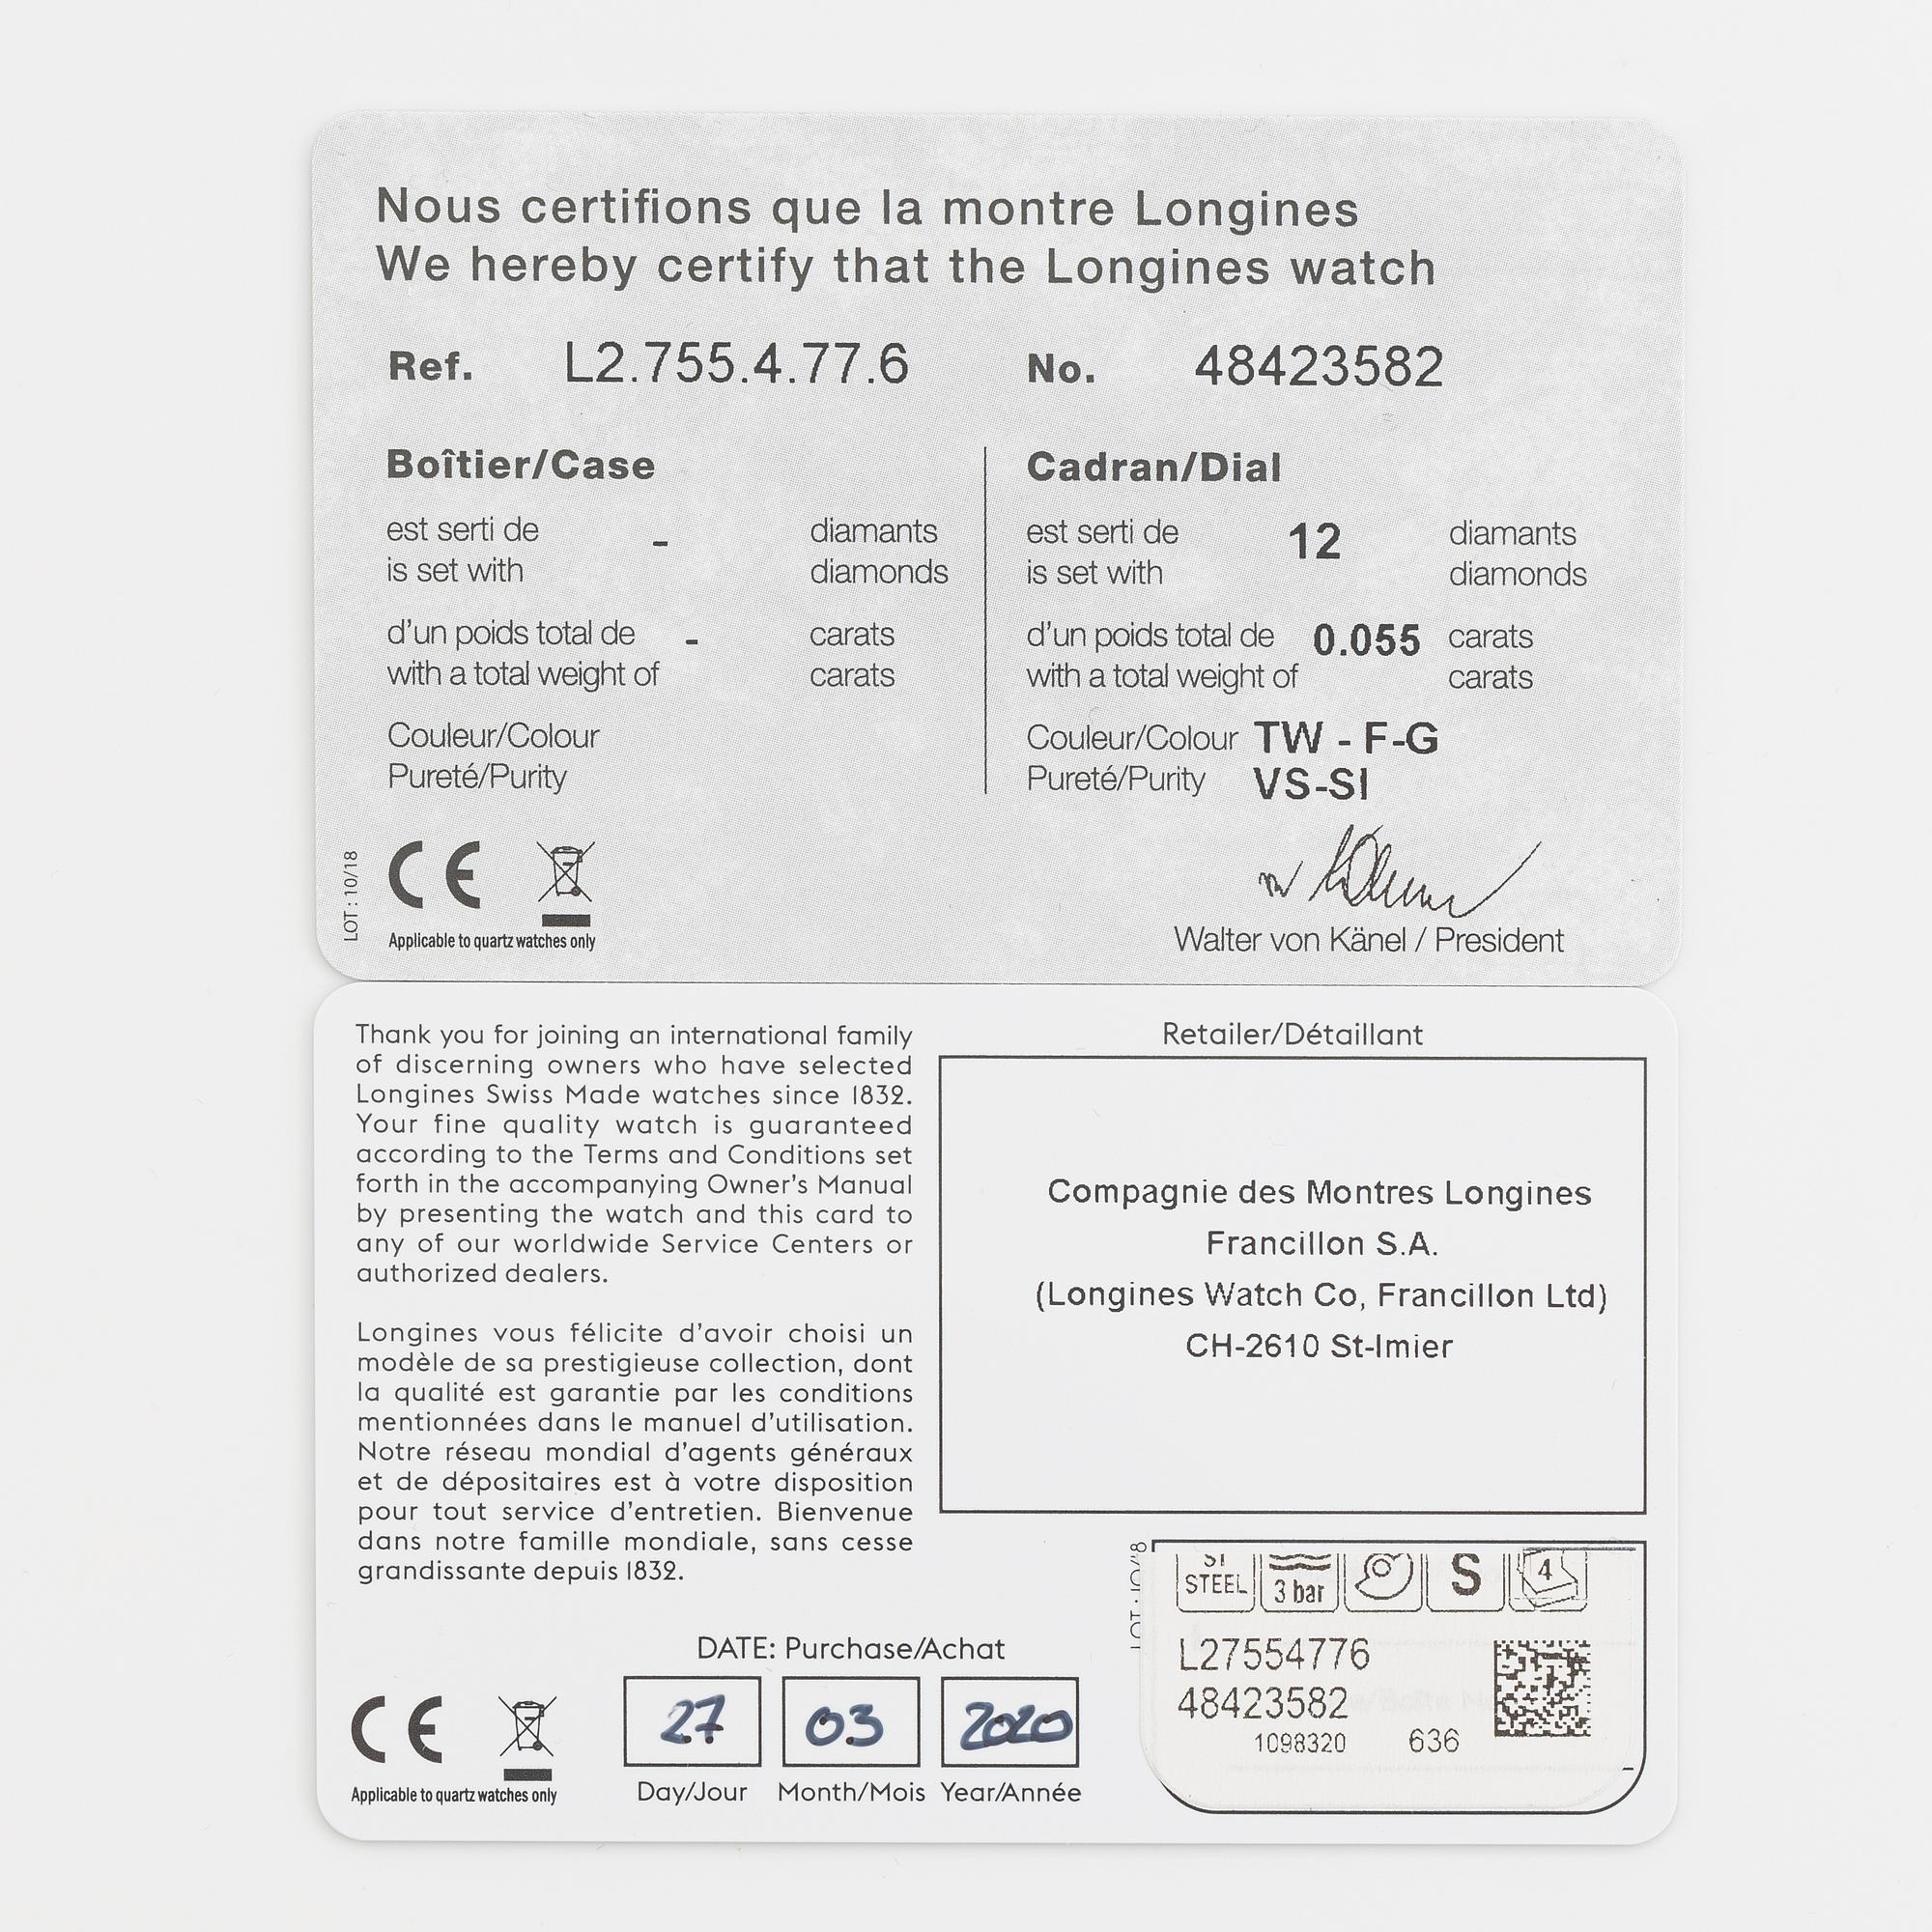 Nous certifions que la montre Longines
We hereby certify that the Longines watch
Ref. L2.755.4.77.6 No. 48423582
Boîtier/Case
est serti de - diamants
is set with diamonds
d'un poids total de - carats
with a total weight of carats
Couleur/Colour
Pureté/Purity
Cadran/Dial
est serti de 12 diamants
is set with diamonds
d'un poids total de 0.055 carats
with a total weight of carats
Couleur/Colour TW - F-G
Pureté/Purity VS-SI
LOT : 10/18
CE
Applicable to quartz watches only
Walter von Känel / President
Thank you for joining an international family
of discerning owners who have selected
Longines Swiss Made watches since 1832.
Your fine quality watch is guaranteed
according to the Terms and Conditions set
forth in the accompanying Owner's Manual
by presenting the watch and this card to
any of our worldwide Service Centers or
authorized dealers.
Longines vous félicite d'avoir choisi un
modèle de sa prestigieuse collection, dont
la qualité est garantie par les conditions
mentionnées dans le manuel d'utilisation.
Notre réseau mondial d'agents généraux
et de dépositaires est à votre disposition
pour tout service d'entretien. Bienvenue
dans notre famille mondiale, sans cesse
grandissante depuis 1832.
Retailer/Détaillant
Compagnie des Montres Longines
Francillon S.A.
(Longines Watch Co, Francillon Ltd)
CH-2610 St-Imier
CE
Applicable to quartz watches only
DATE: Purchase/Achat
27 03 2020
Day/Jour Month/Mois Year/Année
STEEL 3 bar S 4
L27554776
48423582
1098320 636